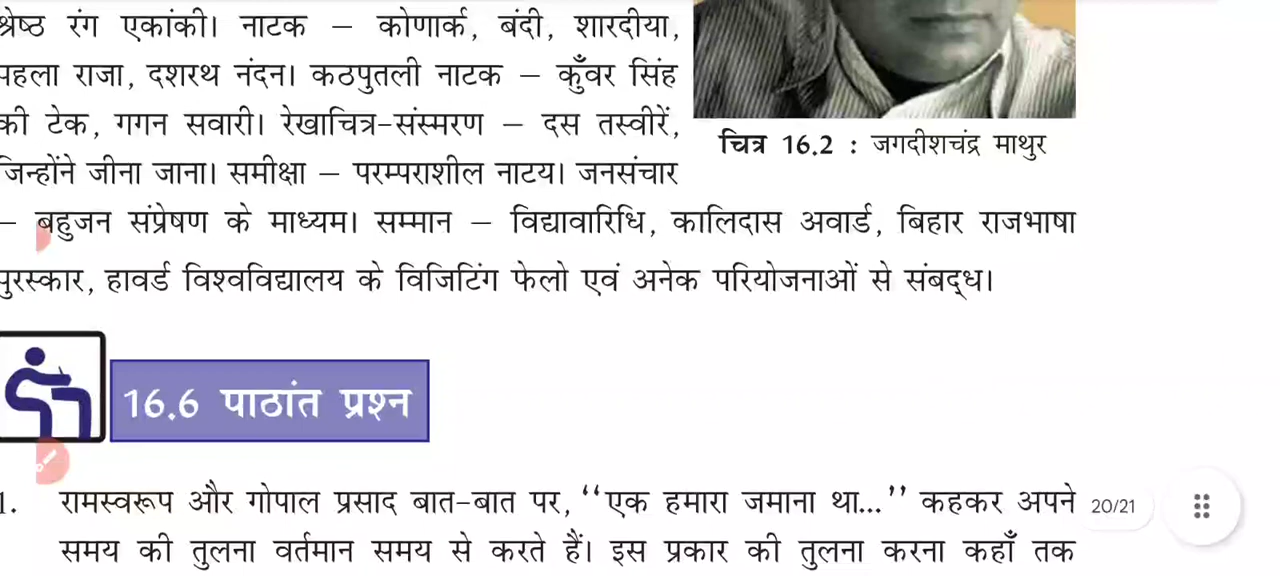 श्रेष्ठ रंग एकांकी। नाटक – कोणार्क, बंदी, शारदीया,
पहला राजा, दशरथ नंदन। कठपुतली नाटक – कुँवर सिंह
की टेक, गगन सवारी। रेखाचित्र-संस्मरण – दस तस्वीरें,
जिन्होंने जीना जाना। समीक्षा – परम्पराशील नाटय। जनसंचार
– बहुजन संप्रेषण के माध्यम। सम्मान – विद्यावारिधि, कालिदास अवार्ड, बिहार राजभाषा
पुरस्कार, हावर्ड विश्वविद्यालय के विजिटिंग फेलो एवं अनेक परियोजनाओं से संबद्ध।
चित्र 16.2 : जगदीशचंद्र माथुर
16.6 पाठांत प्रश्न
1. रामस्वरूप और गोपाल प्रसाद बात-बात पर, ‘‘एक हमारा जमाना था...’’ कहकर अपने
समय की तुलना वर्तमान समय से करते हैं। इस प्रकार की तुलना करना कहाँ तक
20/21